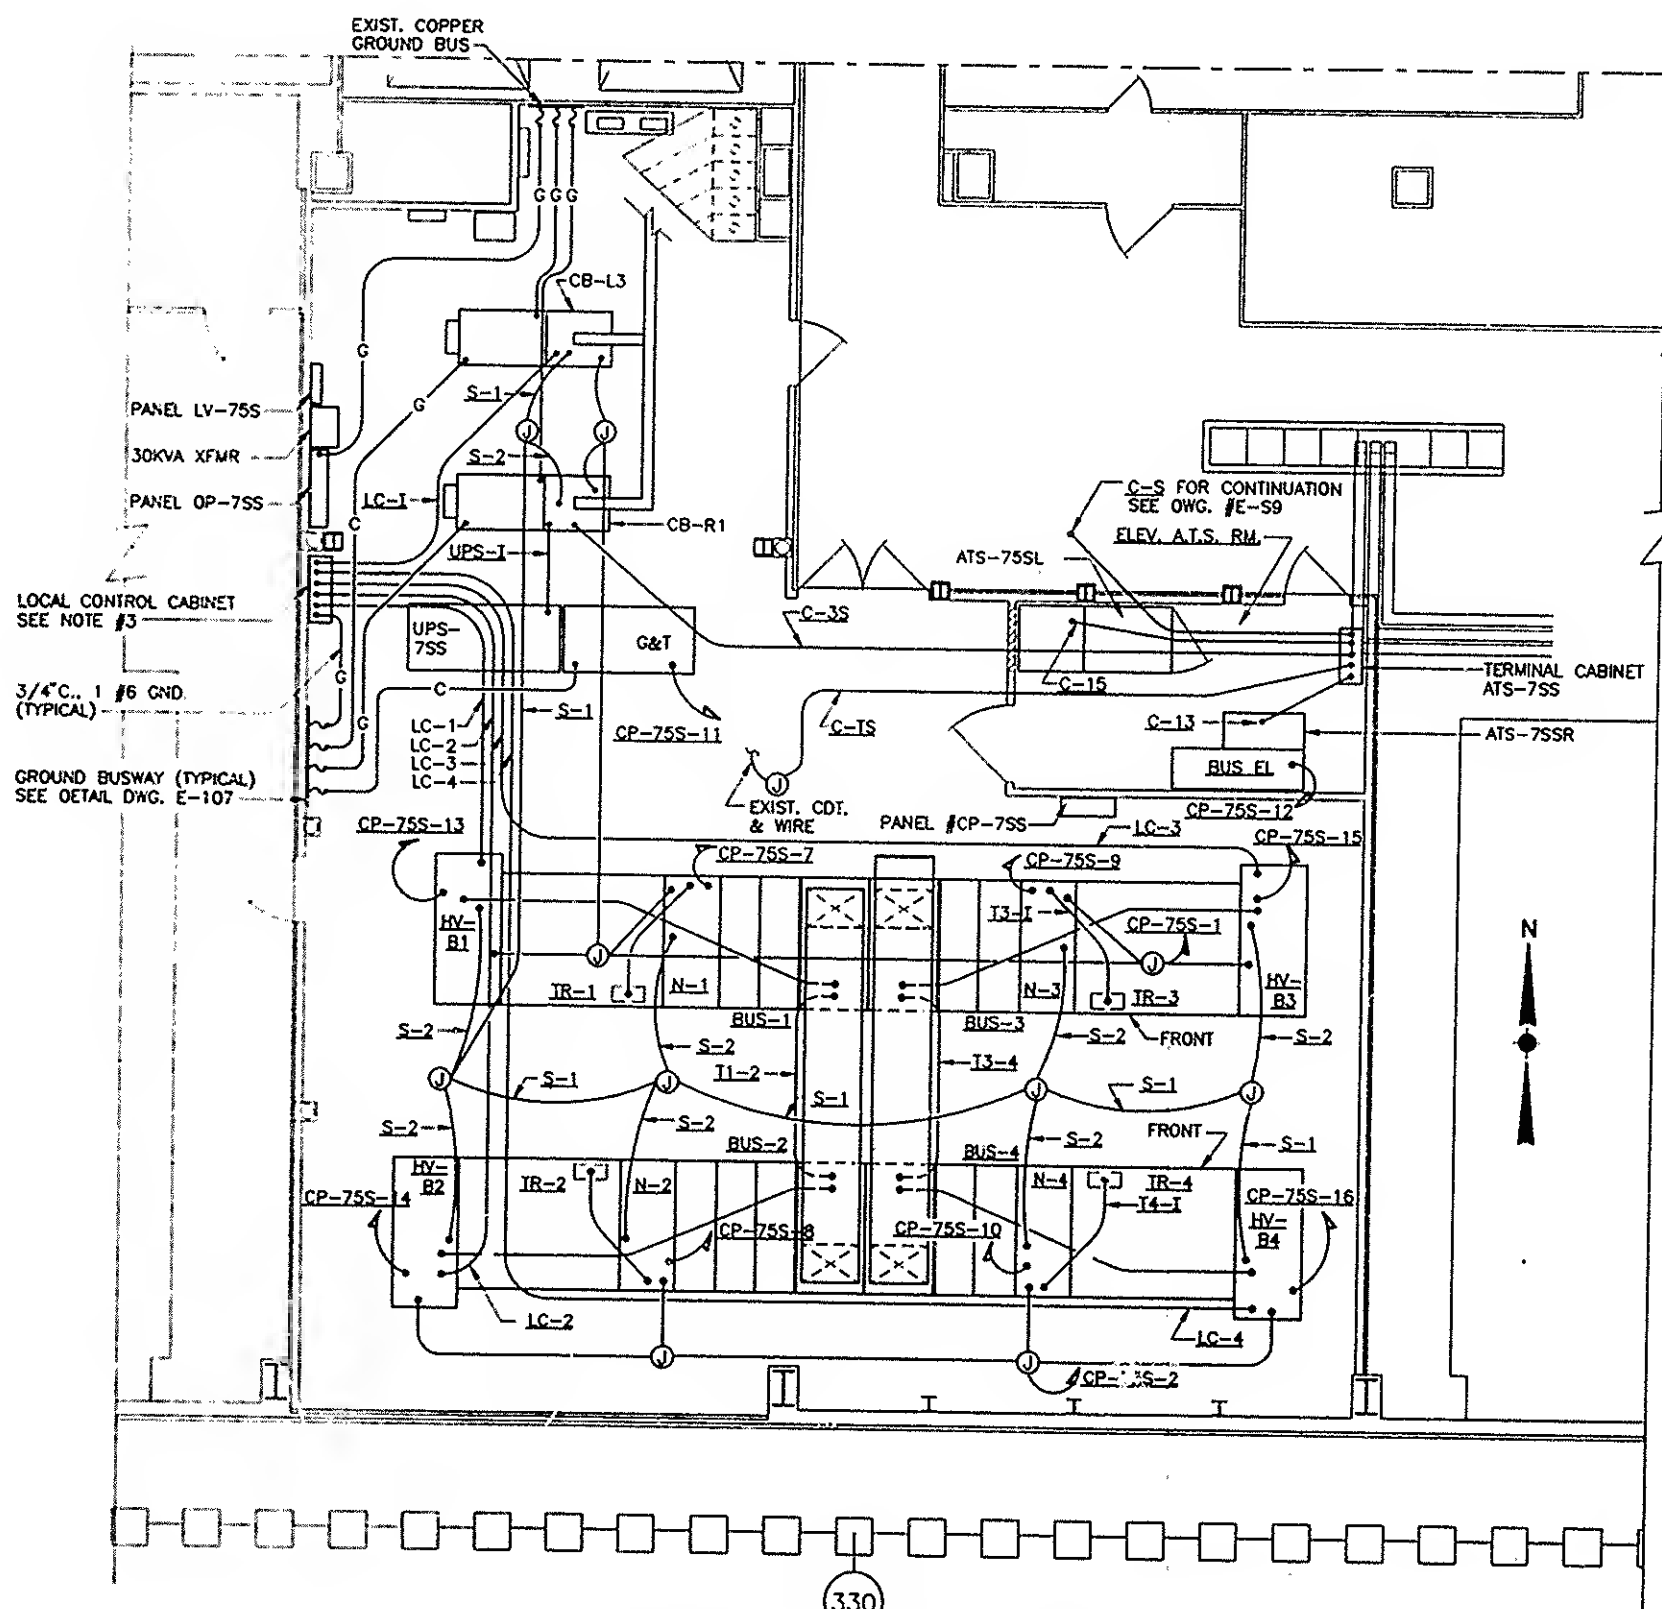 EXIST. COPPER
GROUND BUS
G
G
G
CB-L3
G
G
S-1
PANEL LV-75S
30KVA XFMR
PANEL OP-7SS
J
J
S-2
LC-I
CB-R1
C
UPS-I
C-S FOR CONTINUATION
SEE OWG. #E-S9
ELEV. A.T.S. RM.
ATS-75SL
LOCAL CONTROL CABINET
SEE NOTE #3
UPS-
7SS
G&T
C-3S
TERMINAL CABINET
ATS-7SS
3/4"C., 1 #6 GND.
(TYPICAL)
G
G
C
C-15
S-1
C-TS
C-13
LC-1
LC-2
LC-3
LC-4
CP-75S-11
ATS-7SSR
BUS EL
GROUND BUSWAY (TYPICAL)
SEE OETAIL DWG. E-107
J
EXIST. CDT.
& WIRE
PANEL #CP-7SS
CP-75S-12
CP-75S-13
LC-3
CP-75S-15
CP-75S-7
CP-75S-9
HV-
B1
T3-I
CP-75S-1
N
J
J
TR-1
N-1
N-3
TR-3
HV-
B3
BUS-1
BUS-3
FRONT
S-2
S-2
S-2
S-2
T1-2
T3-4
J
J
J
J
S-1
S-1
S-1
S-2
S-2
S-2
FRONT
S-1
BUS-2
BUS-4
HV-
B2
TR-2
N-2
N-4
TR-4
CP-75S-14
T4-I
CP-75S-16
HV-
B4
CP-75S-8
CP-75S-10
LC-2
LC-4
J
J
330